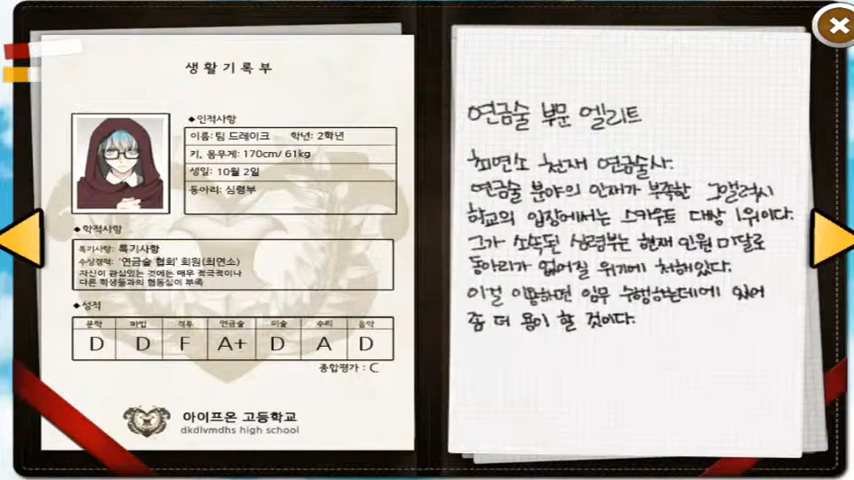 생활기록부
◆인적사항
이름: 팀 드레이크 학년: 2학년
키, 몸무게: 170cm/ 61kg
생일: 10월 2일
동아리: 심령부
◆학적사항
특기사항: 특기사항
수상경력: '연금술 협회' 회원(최연소)
자신이 관심있는 것에는 매우 적극적이나
다른 학생들과의 협동심이 부족
◆성적
문학 마법 격투 연금술 미술 수리 음악
D D F A+ D A D
종합평가 : C
아이프온 고등학교
dkdlvmdhs high school
연금술 부문 엘리트
최연소 천재 연금술사.
연금술 분야의 인재가 부족한 그앨럭시
학교의 입장에서는 스카우트 대상 1위이다.
그가 소속된 심령부는 현재 인원 미달로
동아리가 없어질 위기에 처해있다.
이걸 이용하면 임무 수행하는데에 있어
좀 더 용이 할 것이다.